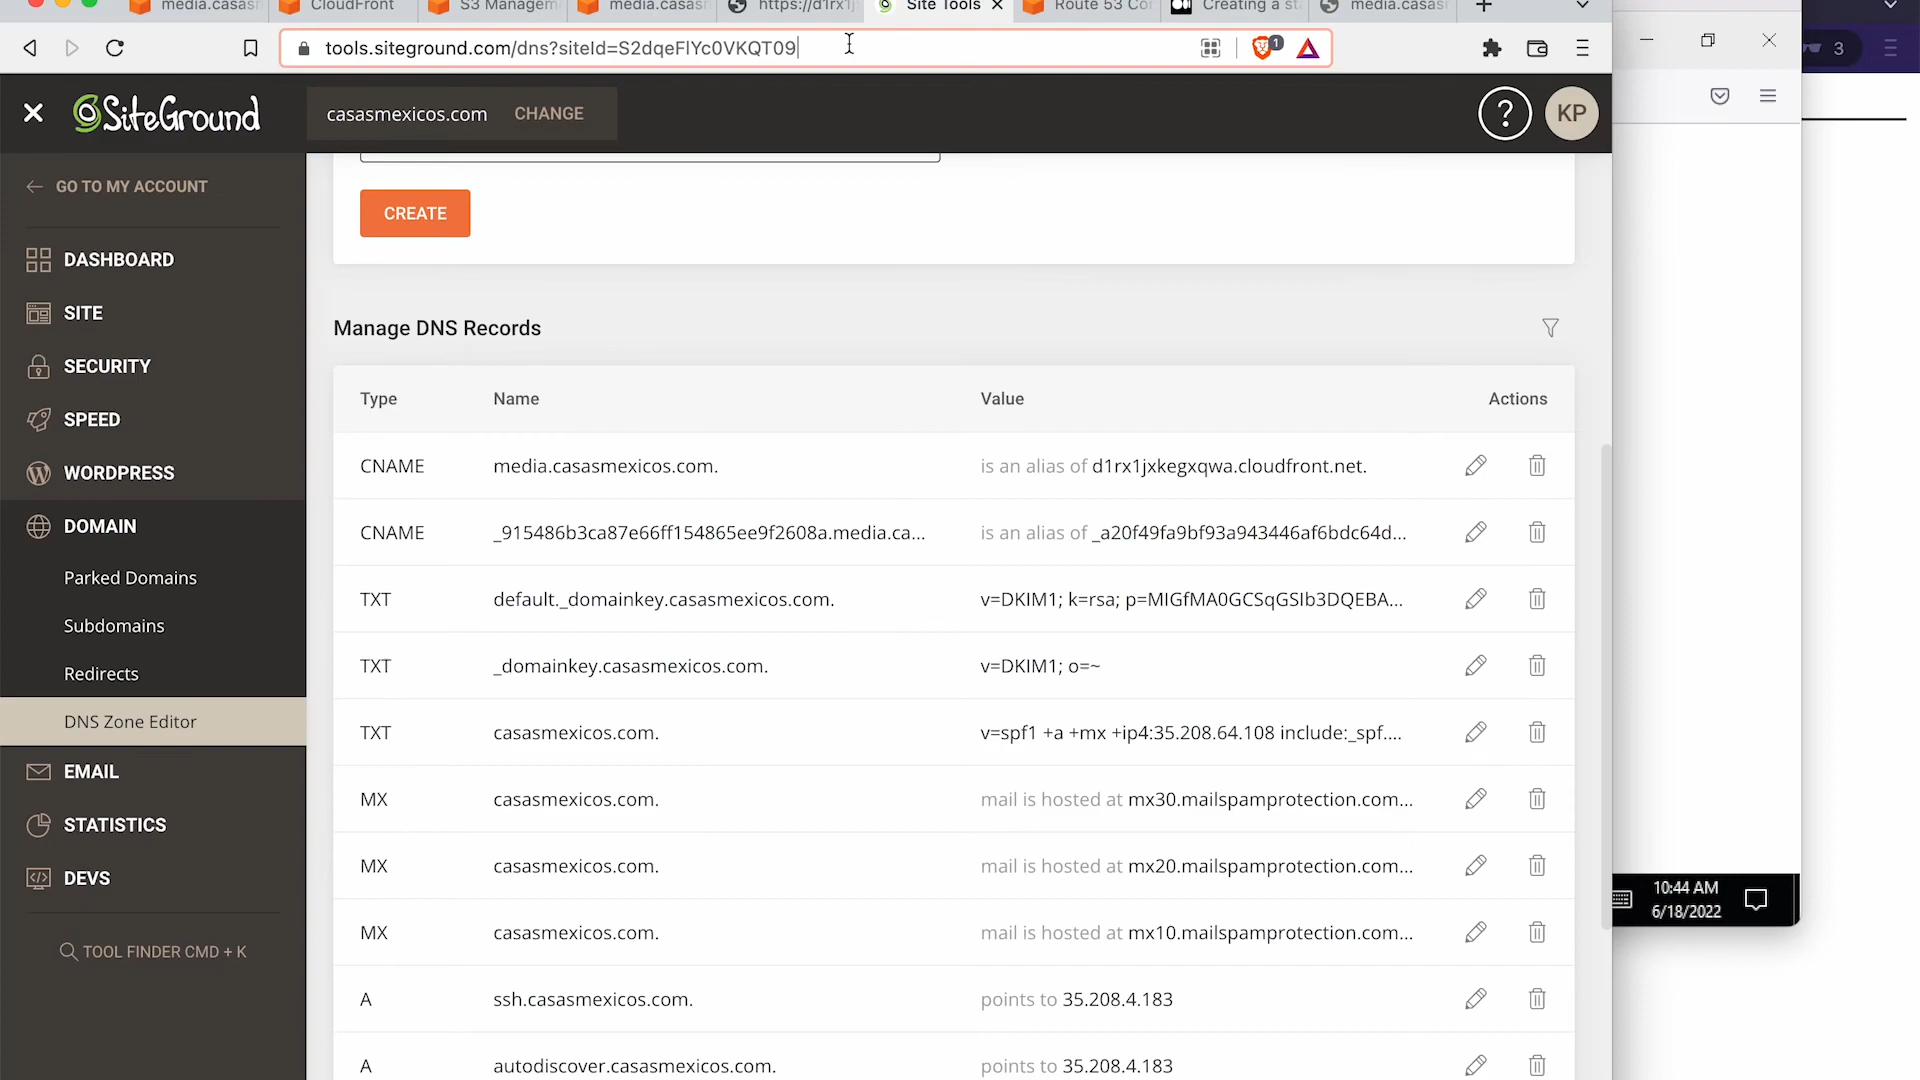 media.casasm
CloudFront
S3 Managem
media.casasm
https://d1rx1j
Site Tools
Route 53 Co
Creating a st
media.casasm
tools.siteground.com/dns?siteId=S2dqeFlYc0VKQT09
1
3
SiteGround
casasmexicos.com
CHANGE
?
KP
GO TO MY ACCOUNT
DASHBOARD
SITE
SECURITY
SPEED
WORDPRESS
DOMAIN
Parked Domains
Subdomains
Redirects
DNS Zone Editor
EMAIL
STATISTICS
DEVS
TOOL FINDER CMD + K
CREATE
Manage DNS Records
Type Name Value Actions
CNAME media.casasmexicos.com. is an alias of d1rx1jxkegxqwa.cloudfront.net.
CNAME _915486b3ca87e66ff154865ee9f2608a.media.ca... is an alias of _a20f49fa9bf93a943446af6bdc64d...
TXT default._domainkey.casasmexicos.com. v=DKIM1; k=rsa; p=MIGfMA0GCSqGSIb3DQEBA...
TXT _domainkey.casasmexicos.com. v=DKIM1; o=~
TXT casasmexicos.com. v=spf1 +a +mx +ip4:35.208.64.108 include:_spf....
MX casasmexicos.com. mail is hosted at mx30.mailspamprotection.com...
MX casasmexicos.com. mail is hosted at mx20.mailspamprotection.com...
MX casasmexicos.com. mail is hosted at mx10.mailspamprotection.com...
A ssh.casasmexicos.com. points to 35.208.4.183
A autodiscover.casasmexicos.com. points to 35.208.4.183
10:44 AM
6/18/2022